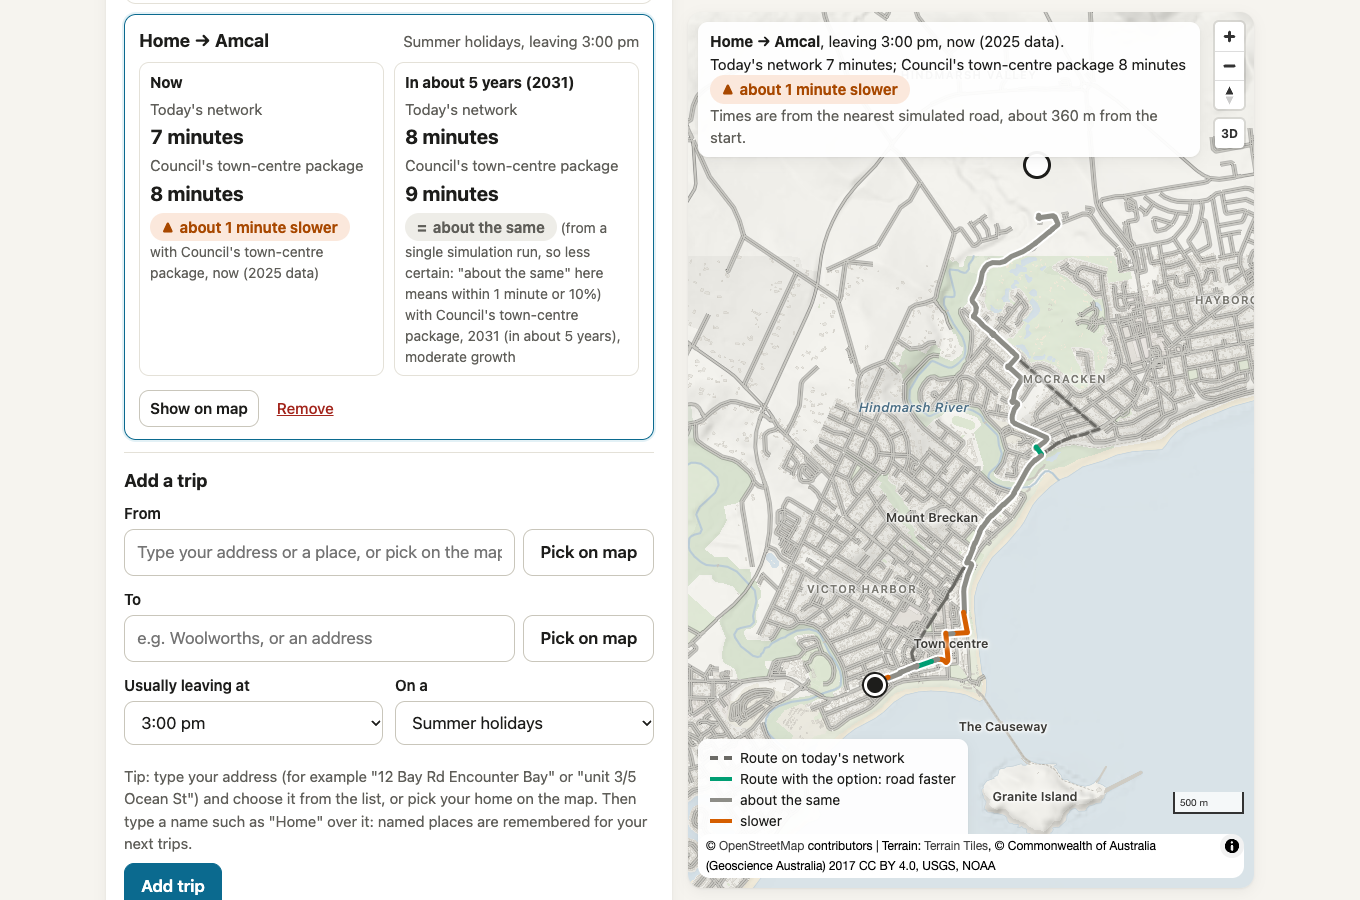 Home → Amcal
Summer holidays, leaving 3:00 pm
Now
Today's network
7 minutes
Council's town-centre package
8 minutes
▲ about 1 minute slower
with Council's town-centre
package, now (2025 data)
In about 5 years (2031)
Today's network
8 minutes
Council's town-centre package
9 minutes
= about the same (from a
single simulation run, so less
certain: "about the same" here
means within 1 minute or 10%)
with Council's town-centre
package, 2031 (in about 5 years),
moderate growth
Show on map
Remove
Add a trip
From
Type your address or a place, or pick on the map
Pick on map
To
e.g. Woolworths, or an address
Pick on map
Usually leaving at
On a
3:00 pm
Summer holidays
Tip: type your address (for example "12 Bay Rd Encounter Bay" or "unit 3/5
Ocean St") and choose it from the list, or pick your home on the map. Then
type a name such as "Home" over it: named places are remembered for your
next trips.
Add trip
Home → Amcal, leaving 3:00 pm, now (2025 data).
Today's network 7 minutes; Council's town-centre package 8 minutes
▲ about 1 minute slower
Times are from the nearest simulated road, about 360 m from the
start.
+
−
3D
HAYBORO
MCCRACKEN
Hindmarsh River
Mount Breckan
VICTOR HARBOR
Town centre
The Causeway
Granite Island
Route on today's network
Route with the option: road faster
about the same
slower
500 m
© OpenStreetMap contributors | Terrain: Terrain Tiles, © Commonwealth of Australia
(Geoscience Australia) 2017 CC BY 4.0, USGS, NOAA